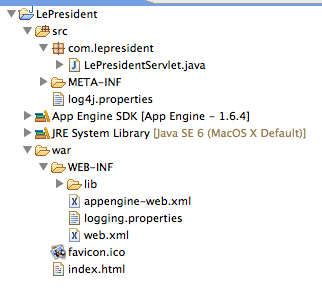 LePresident
src
com.lepresident
LePresidentServlet.java
META-INF
log4j.properties
App Engine SDK [App Engine - 1.6.4]
JRE System Library [Java SE 6 (MacOS X Default)]
war
WEB-INF
lib
appengine-web.xml
logging.properties
web.xml
favicon.ico
index.html